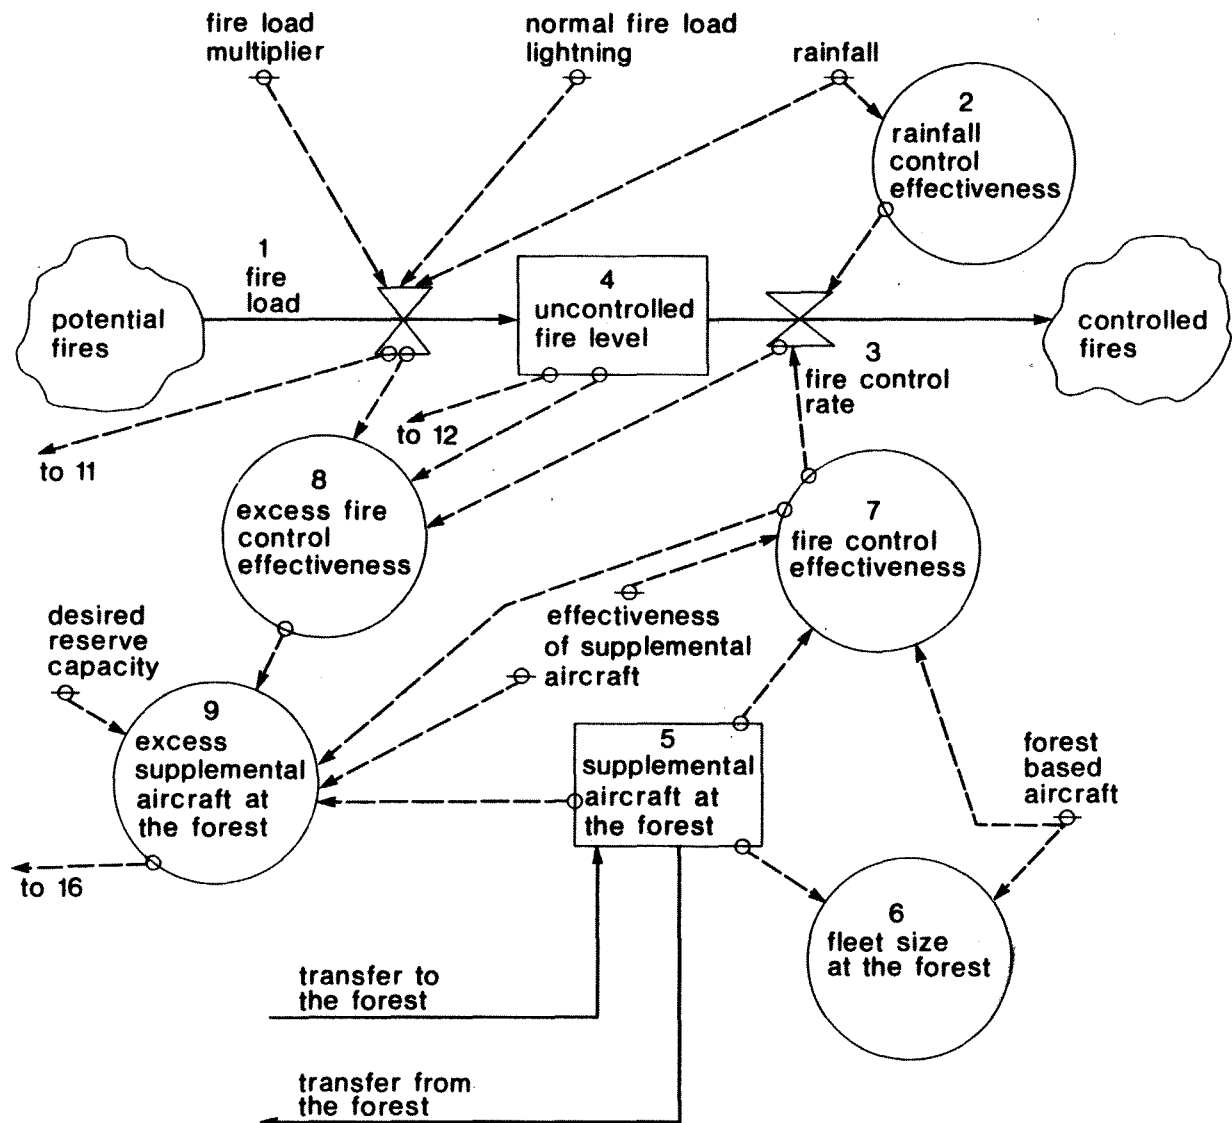 fire load
multiplier
normal fire load
lightning
rainfall
2
rainfall
control
effectiveness
1
fire
load
potential
fires
4
uncontrolled
fire level
3
fire control
rate
controlled
fires
to 11
to 12
8
excess fire
control
effectiveness
7
fire control
effectiveness
desired
reserve
capacity
effectiveness
of supplemental
aircraft
9
excess
supplemental
aircraft at
the forest
5
supplemental
aircraft at
the forest
forest
based
aircraft
to 16
6
fleet size
at the forest
transfer to
the forest
transfer from
the forest